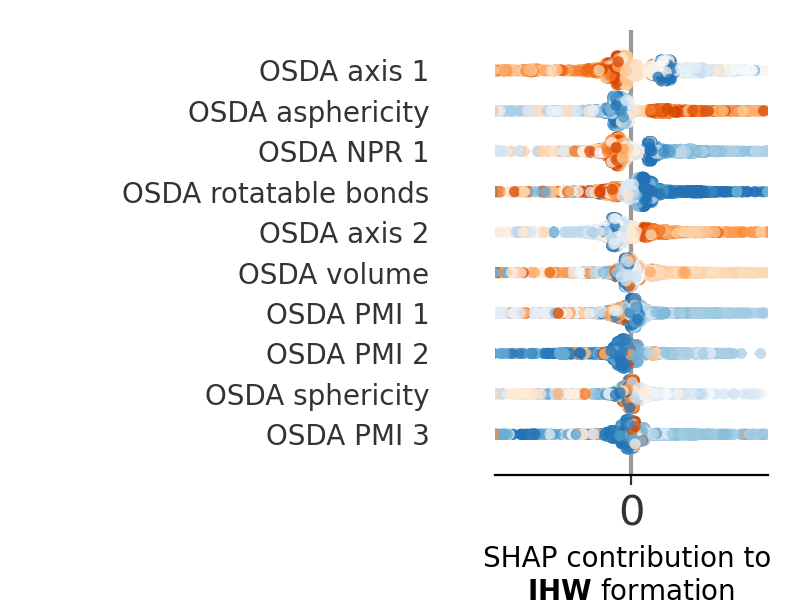 OSDA axis 1
OSDA asphericity
OSDA NPR 1
OSDA rotatable bonds
OSDA axis 2
OSDA volume
OSDA PMI 1
OSDA PMI 2
OSDA sphericity
OSDA PMI 3
0
SHAP contribution to
IHW formation